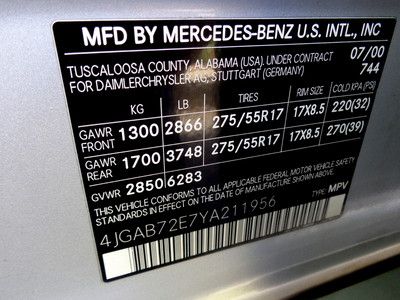 MFD BY MERCEDES-BENZ U.S. INTL., INC
TUSCALOOSA COUNTY, ALABAMA (USA). UNDER CONTRACT 07/00
FOR DAIMLERCHRYSLER AG, STUTTGART (GERMANY) 744
KG LB TIRES RIM SIZE COLD KPA (PSI)
GAWR FRONT 1300 2866 275/55R17 17X8.5 220(32)
GAWR REAR 1700 3748 275/55R17 17X8.5 270(39)
GVWR 2850 6283
THIS VEHICLE CONFORMS TO ALL APPLICABLE FEDERAL MOTOR VEHICLE SAFETY
STANDARDS IN EFFECT ON THE DATE OF MANUFACTURE SHOWN ABOVE.
4JGAB72E7YA211956 TYPE: MPV